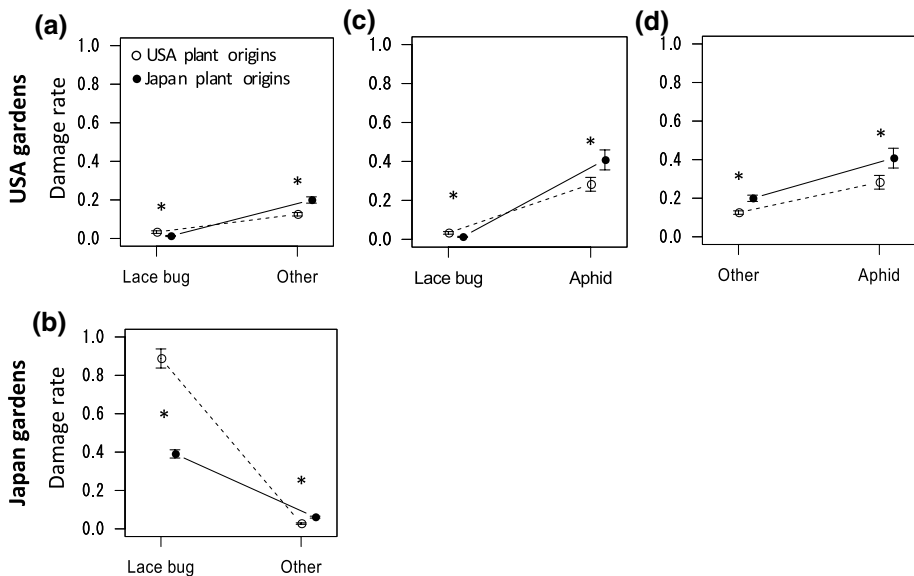 (a)
USA gardens
Damage rate
1.0
0.8
0.6
0.4
0.2
0.0
USA plant origins
Japan plant origins
*
*
Lace bug
Other
(c)
1.0
0.8
0.6
0.4
0.2
0.0
*
*
Lace bug
Aphid
(d)
1.0
0.8
0.6
0.4
0.2
0.0
*
*
Other
Aphid
(b)
Japan gardens
Damage rate
1.0
0.8
0.6
0.4
0.2
0.0
*
*
Lace bug
Other